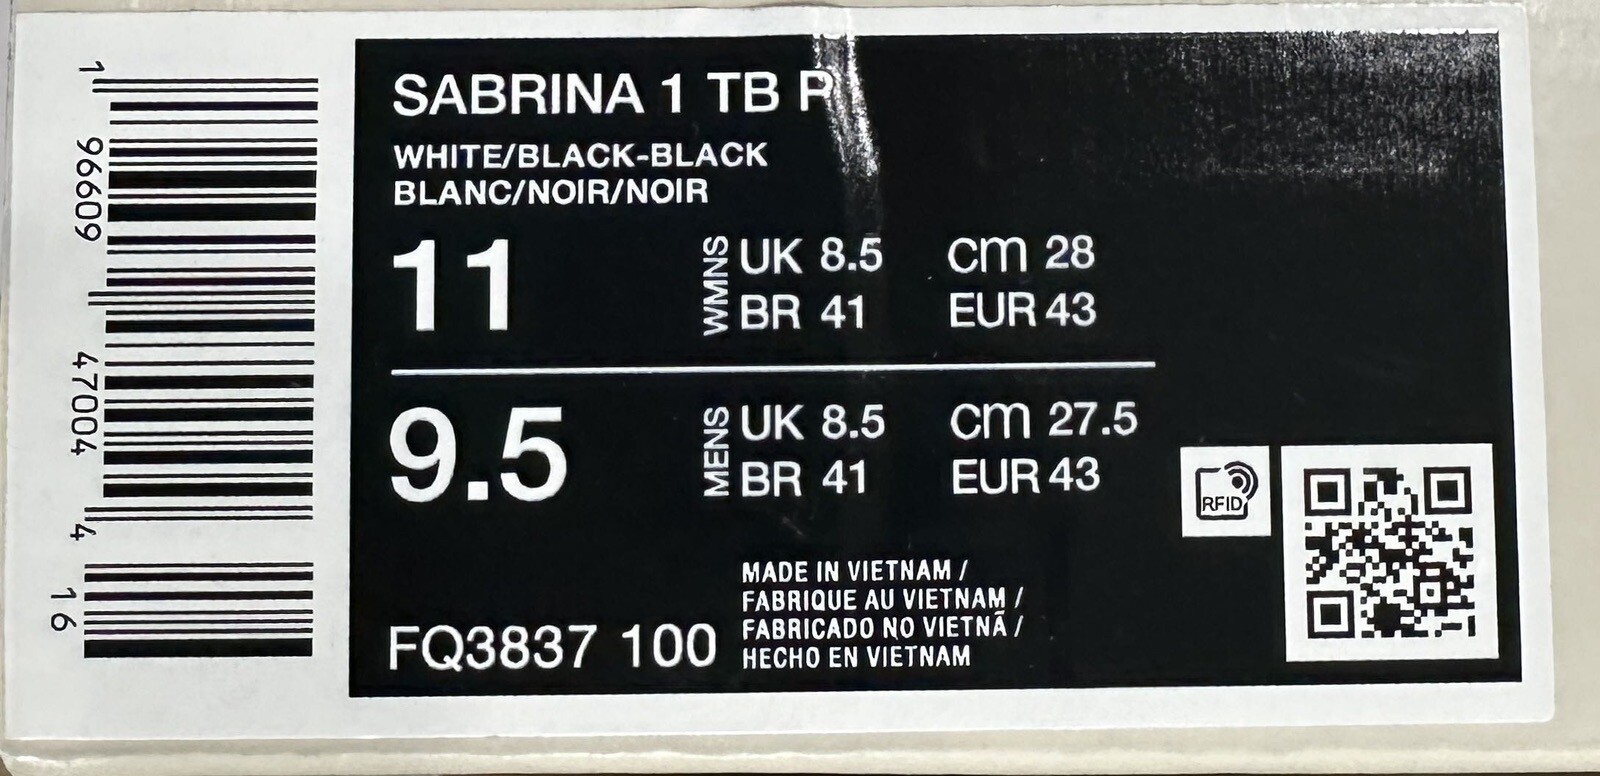 SABRINA 1 TB P
WHITE/BLACK-BLACK
BLANC/NOIR/NOIR
11
WMNS
UK 8.5 cm 28
BR 41 EUR 43
9.5
MENS
UK 8.5 cm 27.5
BR 41 EUR 43
MADE IN VIETNAM /
FABRIQUE AU VIETNAM /
FABRICADO NO VIETNÃ /
HECHO EN VIETNAM
FQ3837 100
RFID
1 96609 47004 4 16